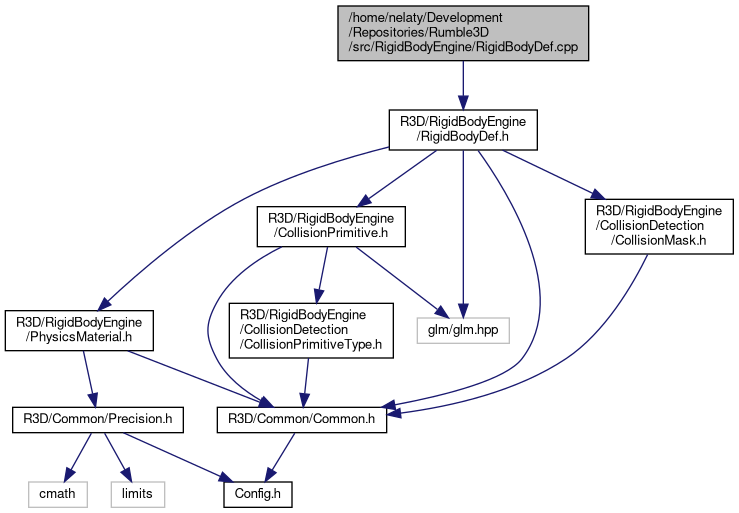 /home/nelaty/Development
/Repositories/Rumble3D
/src/RigidBodyEngine/RigidBodyDef.cpp
R3D/RigidBodyEngine
/RigidBodyDef.h
R3D/RigidBodyEngine
/CollisionPrimitive.h
R3D/RigidBodyEngine
/CollisionDetection
/CollisionMask.h
R3D/RigidBodyEngine
/PhysicsMaterial.h
R3D/RigidBodyEngine
/CollisionDetection
/CollisionPrimitiveType.h
glm/glm.hpp
R3D/Common/Precision.h
R3D/Common/Common.h
cmath
limits
Config.h